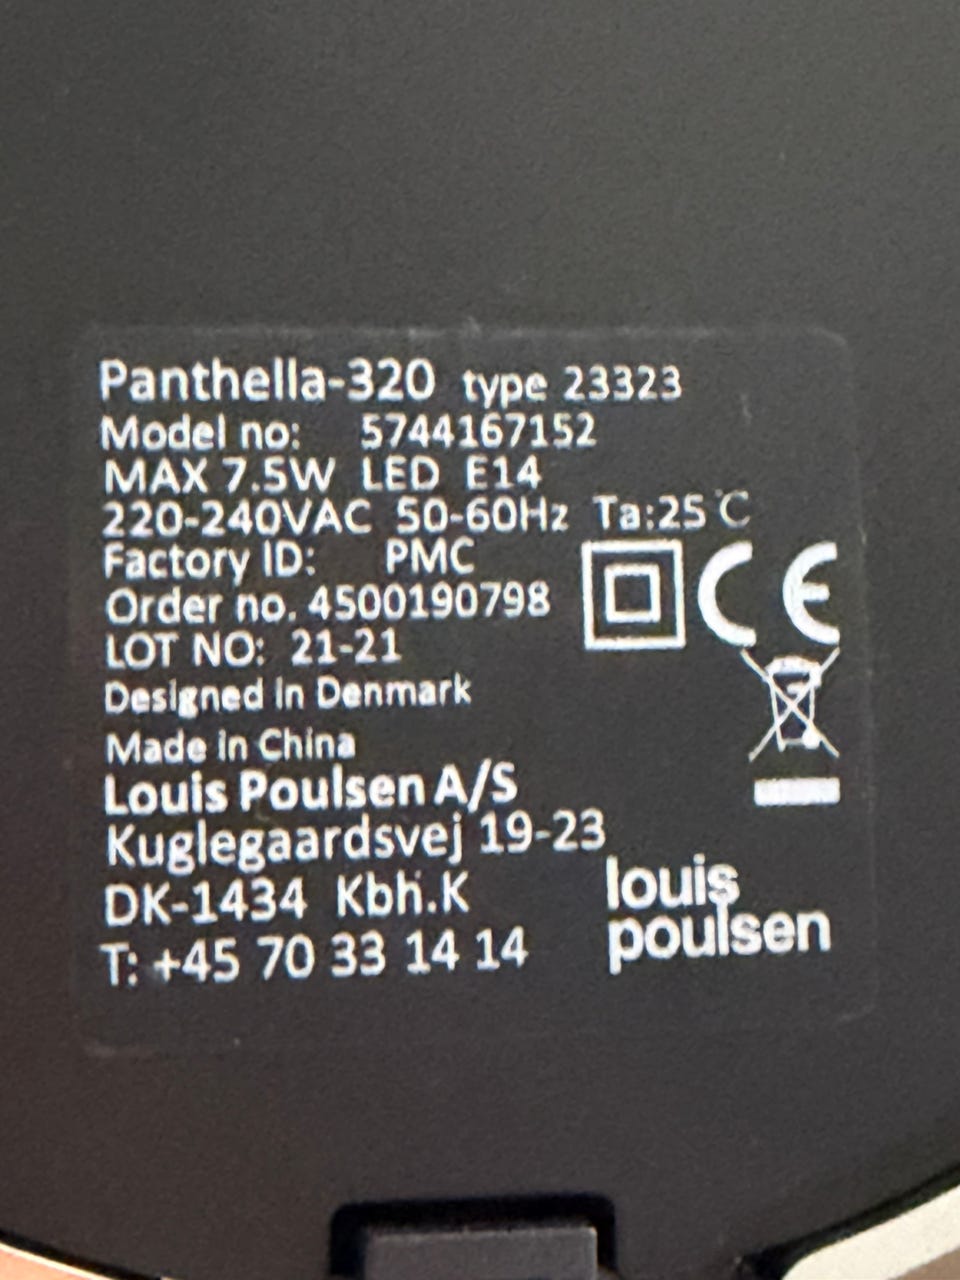 Panthella-320 type 23323
Model no: 5744167152
MAX 7.5W LED E14
220-240VAC 50-60Hz Ta:25℃
Factory ID: PMC
Order no. 4500190798
LOT NO: 21-21
Designed in Denmark
Made in China
Louis Poulsen A/S
Kuglegaardsvej 19-23
DK-1434 Kbh.K
T: +45 70 33 14 14
CE
louis
poulsen